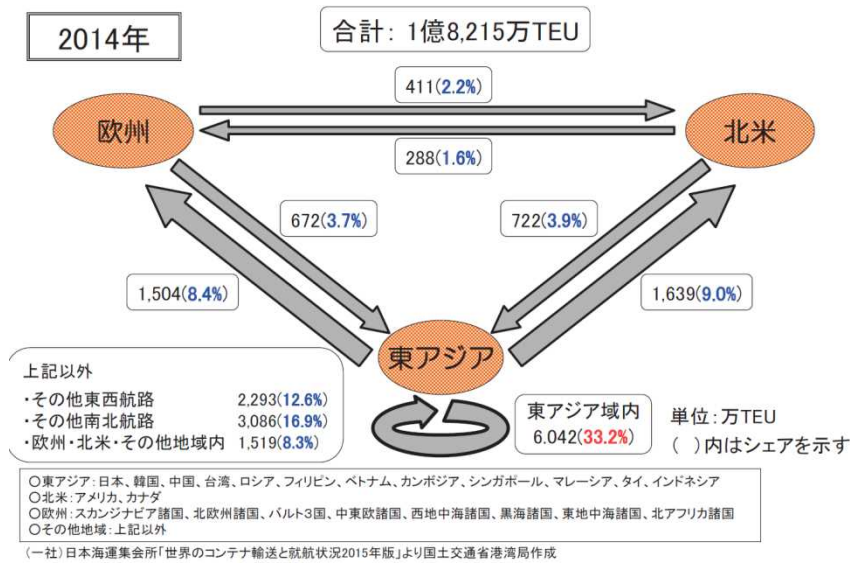 2014年
合計: 1億8,215万TEU
411(2.2%)
欧州
北米
288(1.6%)
672(3.7%)
722(3.9%)
1,504(8.4%)
1,639(9.0%)
東アジア
上記以外
・その他東西航路 2,293(12.6%)
・その他南北航路 3,086(16.9%)
・欧州・北米・その他地域内 1,519(8.3%)
東アジア域内
6.042(33.2%)
単位:万TEU
( )内はシェアを示す
○東アジア:日本、韓国、中国、台湾、ロシア、フィリピン、ベトナム、カンボジア、シンガポール、マレーシア、タイ、インドネシア
○北米:アメリカ、カナダ
○欧州:スカンジナビア諸国、北欧州諸国、バルト3国、中東欧諸国、西地中海諸国、黒海諸国、東地中海諸国、北アフリカ諸国
○その他地域:上記以外
(一社)日本海運集会所「世界のコンテナ輸送と就航状況2015年版」より国土交通省港湾局作成